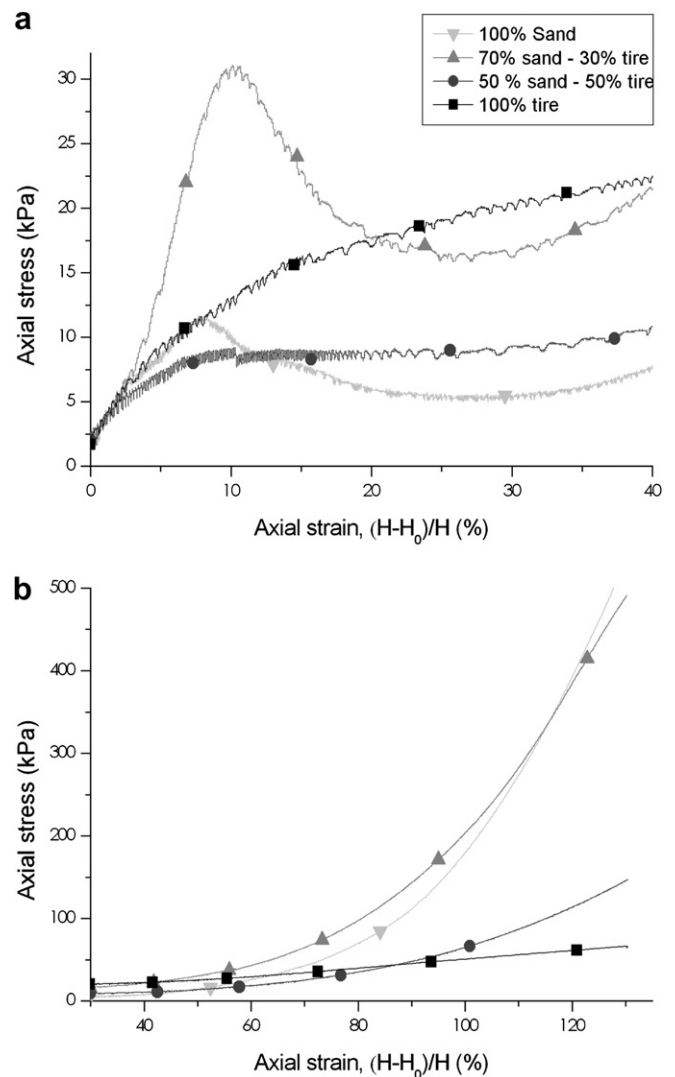 a
100% Sand
70% sand - 30% tire
50 % sand - 50% tire
100% tire
30
25
20
15
10
5
0
Axial stress (kPa)
0 10 20 30 40
Axial strain, (H-H0)/H (%)
b
500
400
300
200
100
0
Axial stress (kPa)
40 60 80 100 120
Axial strain, (H-H0)/H (%)